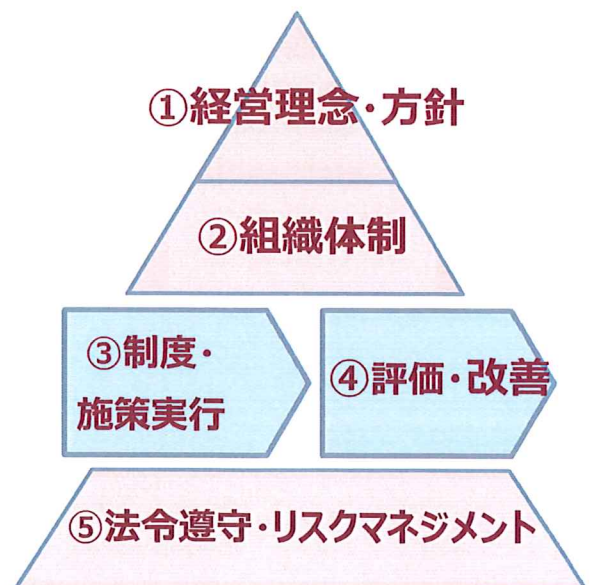 ①経営理念・方針
②組織体制
③制度・
施策実行
④評価・改善
⑤法令遵守・リスクマネジメント